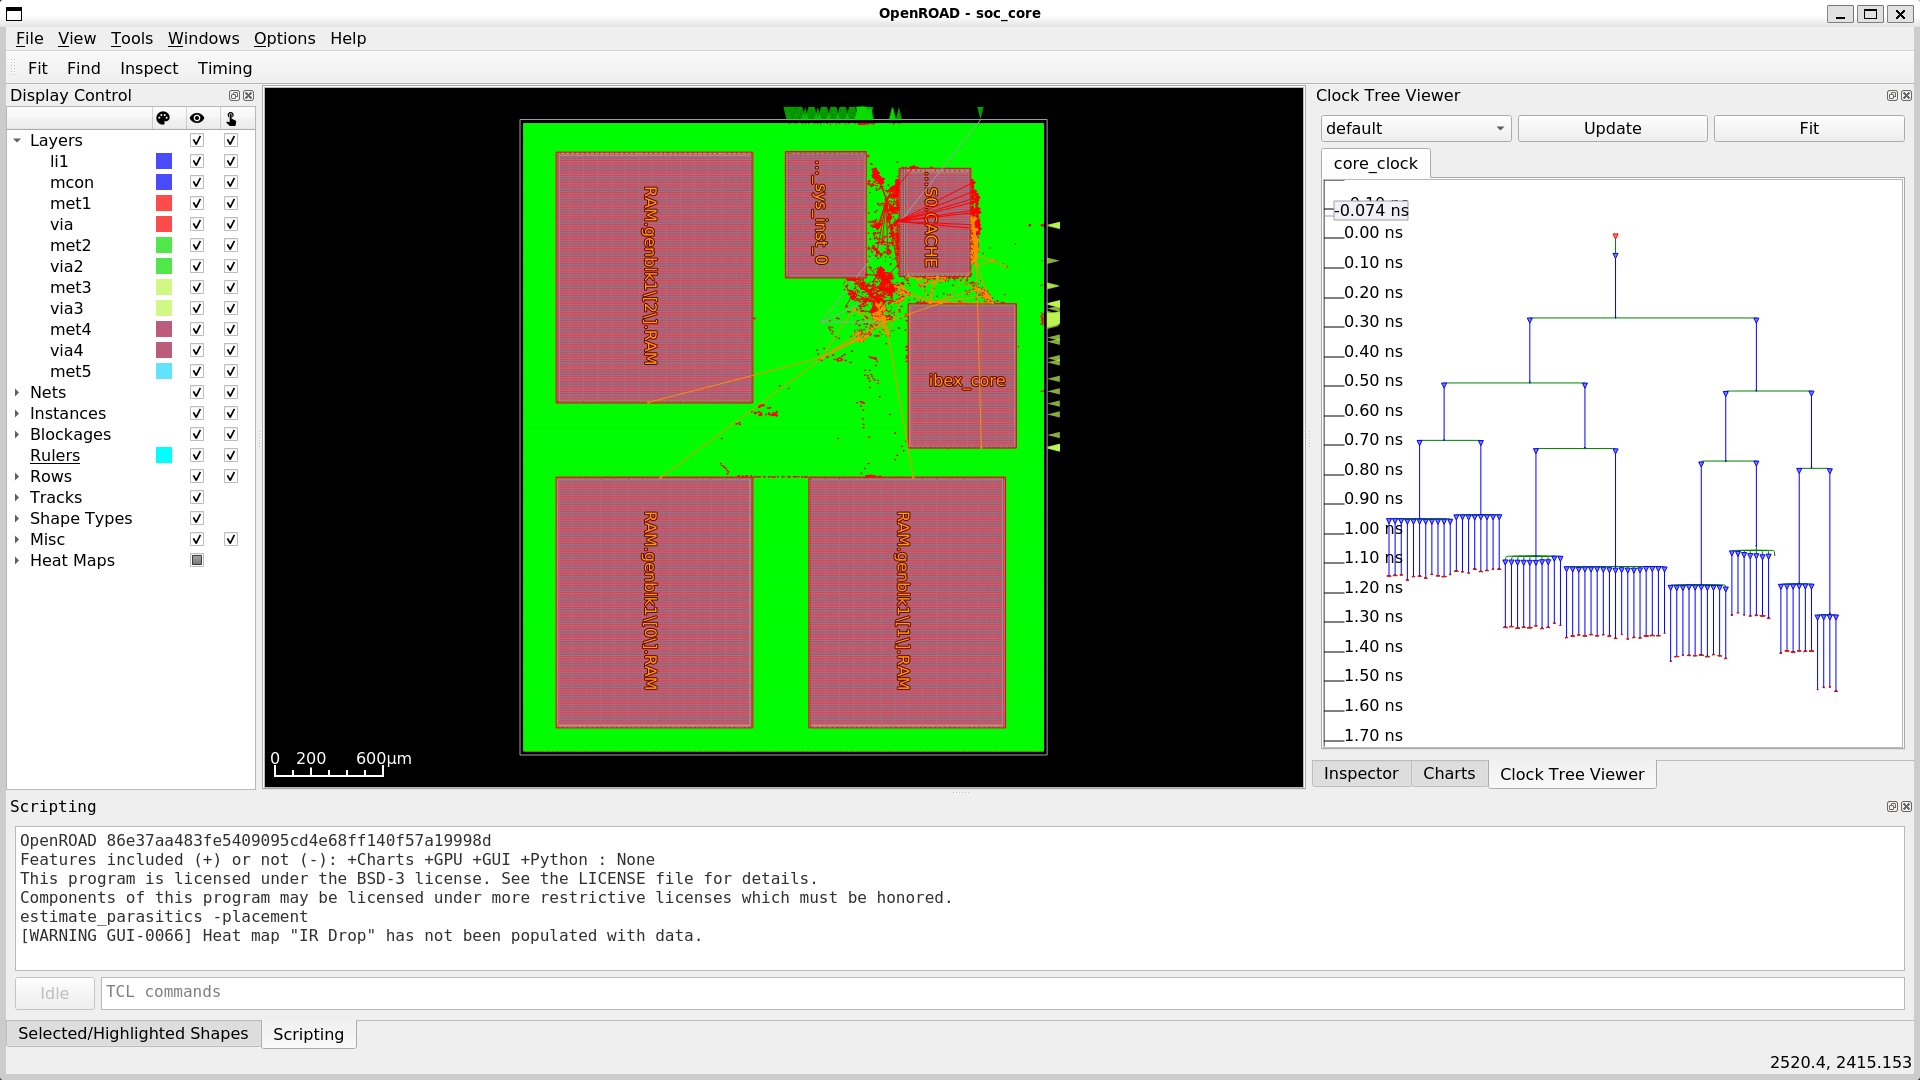 OpenROAD - soc_core
File View Tools Windows Options Help
Fit Find Inspect Timing
Display Control
Layers
li1
mcon
met1
via
met2
via2
met3
via3
met4
via4
met5
Nets
Instances
Blockages
Rulers
Rows
Tracks
Shape Types
Misc
Heat Maps
RAM.genblk1\[2\].RAM
..._sys_inst_0
...S0.CACHE
ibex_core
RAM.genblk1\[0\].RAM
RAM.genblk1\[1\].RAM
0 200 600μm
Clock Tree Viewer
default Update Fit
core_clock
-0.074 ns
0.00 ns
0.10 ns
0.20 ns
0.30 ns
0.40 ns
0.50 ns
0.60 ns
0.70 ns
0.80 ns
0.90 ns
1.00 ns
1.10 ns
1.20 ns
1.30 ns
1.40 ns
1.50 ns
1.60 ns
1.70 ns
Inspector Charts Clock Tree Viewer
Scripting
OpenROAD 86e37aa483fe5409095cd4e68ff140f57a19998d
Features included (+) or not (-): +Charts +GPU +GUI +Python : None
This program is licensed under the BSD-3 license. See the LICENSE file for details.
Components of this program may be licensed under more restrictive licenses which must be honored.
estimate_parasitics -placement
[WARNING GUI-0066] Heat map "IR Drop" has not been populated with data.
Idle TCL commands
Selected/Highlighted Shapes Scripting
2520.4, 2415.153